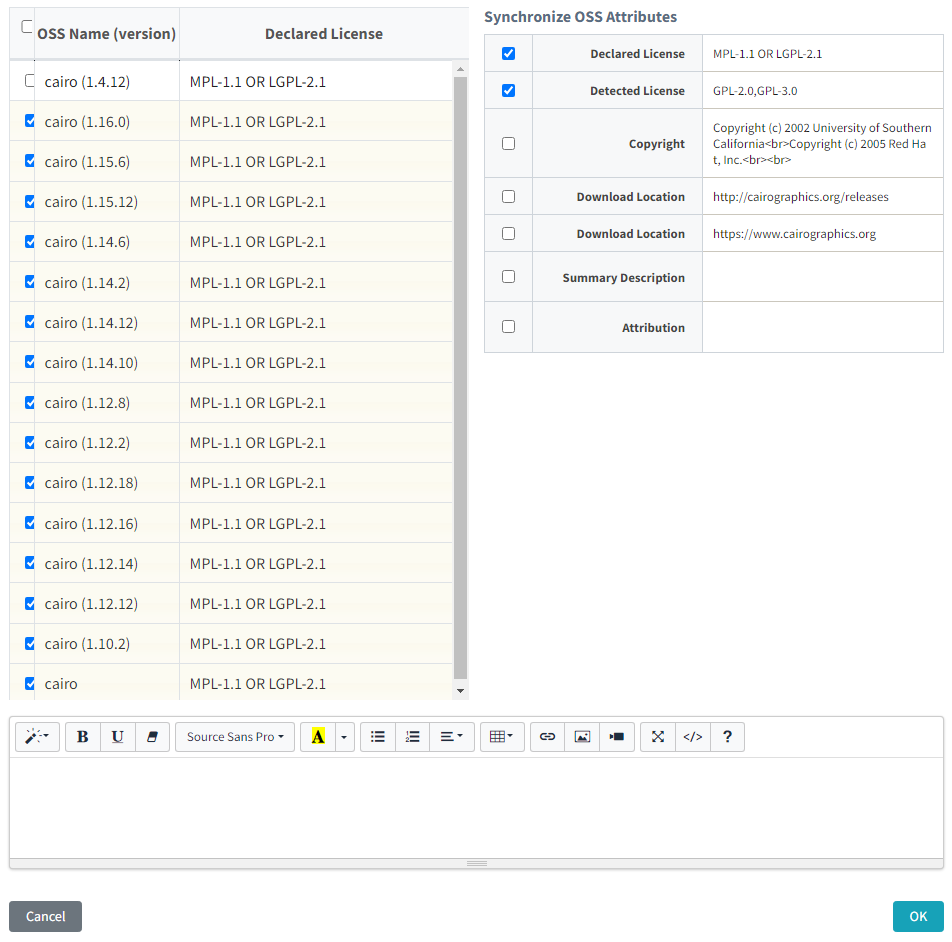 OSS Name (version) Declared License
cairo (1.4.12) MPL-1.1 OR LGPL-2.1
cairo (1.16.0) MPL-1.1 OR LGPL-2.1
cairo (1.15.6) MPL-1.1 OR LGPL-2.1
cairo (1.15.12) MPL-1.1 OR LGPL-2.1
cairo (1.14.6) MPL-1.1 OR LGPL-2.1
cairo (1.14.2) MPL-1.1 OR LGPL-2.1
cairo (1.14.12) MPL-1.1 OR LGPL-2.1
cairo (1.14.10) MPL-1.1 OR LGPL-2.1
cairo (1.12.8) MPL-1.1 OR LGPL-2.1
cairo (1.12.2) MPL-1.1 OR LGPL-2.1
cairo (1.12.18) MPL-1.1 OR LGPL-2.1
cairo (1.12.16) MPL-1.1 OR LGPL-2.1
cairo (1.12.14) MPL-1.1 OR LGPL-2.1
cairo (1.12.12) MPL-1.1 OR LGPL-2.1
cairo (1.10.2) MPL-1.1 OR LGPL-2.1
cairo MPL-1.1 OR LGPL-2.1
Synchronize OSS Attributes
Declared License MPL-1.1 OR LGPL-2.1
Detected License GPL-2.0,GPL-3.0
Copyright
Copyright (c) 2002 University of Southern
California<br>Copyright (c) 2005 Red Ha
t, Inc.<br><br>
Download Location http://cairographics.org/releases
Download Location https://www.cairographics.org
Summary Description
Attribution
B U Source Sans Pro A </> ?
Cancel OK